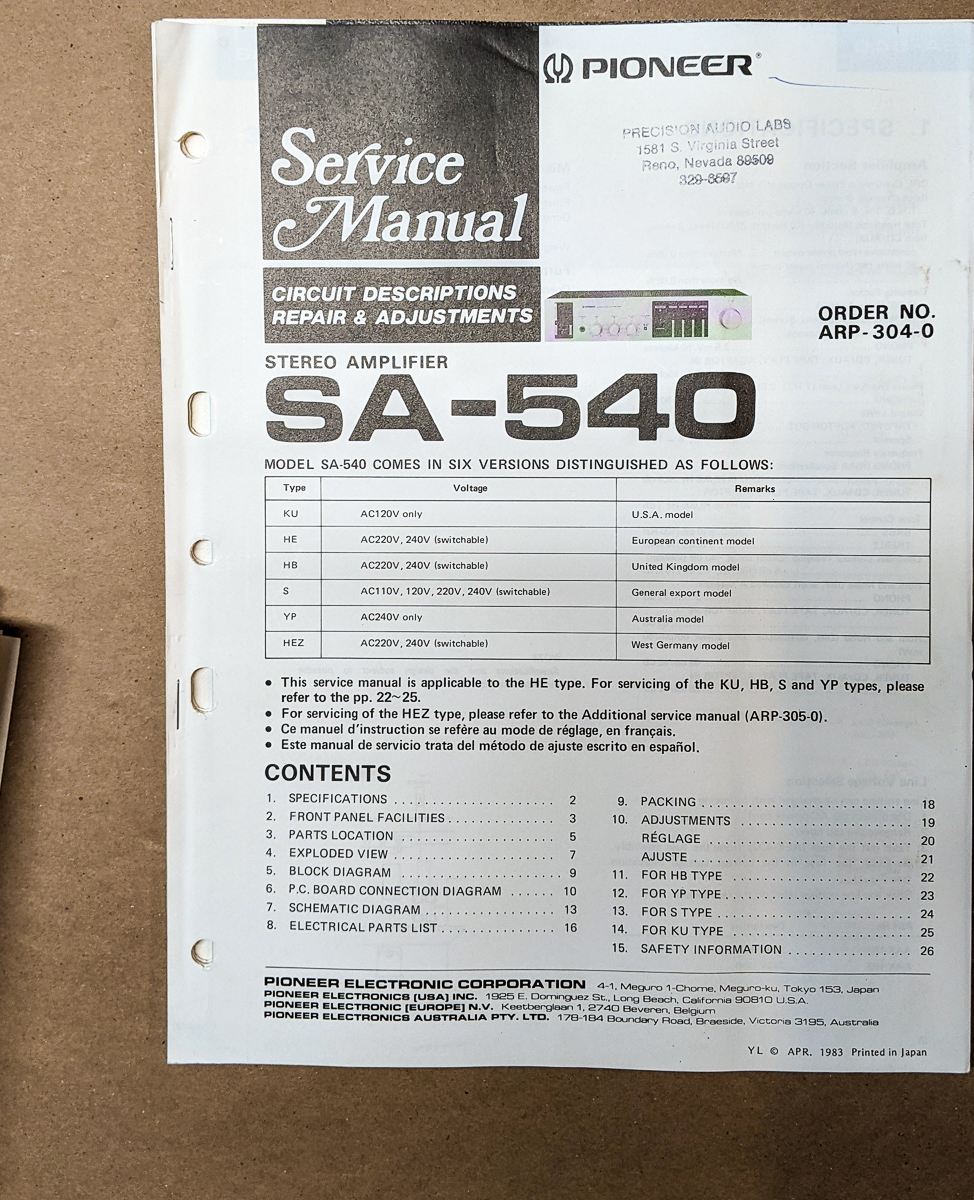 PIONEER®
PRECISION AUDIO LABS
1581 S. Virginia Street
Reno, Nevada 89509
329-8597
Service
Manual
CIRCUIT DESCRIPTIONS
REPAIR & ADJUSTMENTS
ORDER NO.
ARP-304-0
STEREO AMPLIFIER
SA-540
MODEL SA-540 COMES IN SIX VERSIONS DISTINGUISHED AS FOLLOWS:
Type Voltage Remarks
KU AC120V only U.S.A. model
HE AC220V, 240V (switchable) European continent model
HB AC220V, 240V (switchable) United Kingdom model
S AC110V, 120V, 220V, 240V (switchable) General export model
YP AC240V only Australia model
HEZ AC220V, 240V (switchable) West Germany model
● This service manual is applicable to the HE type. For servicing of the KU, HB, S and YP types, please
refer to the pp. 22~25.
● For servicing of the HEZ type, please refer to the Additional service manual (ARP-305-0).
● Ce manuel d'instruction se refère au mode de réglage, en français.
● Este manual de servicio trata del método de ajuste escrito en español.
CONTENTS
1. SPECIFICATIONS . . . . . . . . . . . . . . . . . . . . . 2
2. FRONT PANEL FACILITIES . . . . . . . . . . . . . . 3
3. PARTS LOCATION . . . . . . . . . . . . . . . . . . . . 5
4. EXPLODED VIEW . . . . . . . . . . . . . . . . . . . . . 7
5. BLOCK DIAGRAM . . . . . . . . . . . . . . . . . . . . . 9
6. P.C. BOARD CONNECTION DIAGRAM . . . . . . 10
7. SCHEMATIC DIAGRAM . . . . . . . . . . . . . . . . . 13
8. ELECTRICAL PARTS LIST . . . . . . . . . . . . . . . 16
9. PACKING . . . . . . . . . . . . . . . . . . . . . . . . . . . . 18
10. ADJUSTMENTS . . . . . . . . . . . . . . . . . . . . . . . 19
RÉGLAGE . . . . . . . . . . . . . . . . . . . . . . . . . . . 20
AJUSTE . . . . . . . . . . . . . . . . . . . . . . . . . . . . . 21
11. FOR HB TYPE . . . . . . . . . . . . . . . . . . . . . . . . 22
12. FOR YP TYPE . . . . . . . . . . . . . . . . . . . . . . . . . 23
13. FOR S TYPE . . . . . . . . . . . . . . . . . . . . . . . . . . 24
14. FOR KU TYPE . . . . . . . . . . . . . . . . . . . . . . . . 25
15. SAFETY INFORMATION . . . . . . . . . . . . . . . . 26
PIONEER ELECTRONIC CORPORATION 4-1, Meguro 1-Chome, Meguro-ku, Tokyo 153, Japan
PIONEER ELECTRONICS [USA] INC. 1925 E. Dominguez St., Long Beach, California 90810 U.S.A.
PIONEER ELECTRONIC [EUROPE] N.V. Keetberglaan 1, 2740 Beveren, Belgium
PIONEER ELECTRONICS AUSTRALIA PTY. LTD. 178-184 Boundary Road, Braeside, Victoria 3195, Australia
YL © APR. 1983 Printed in Japan